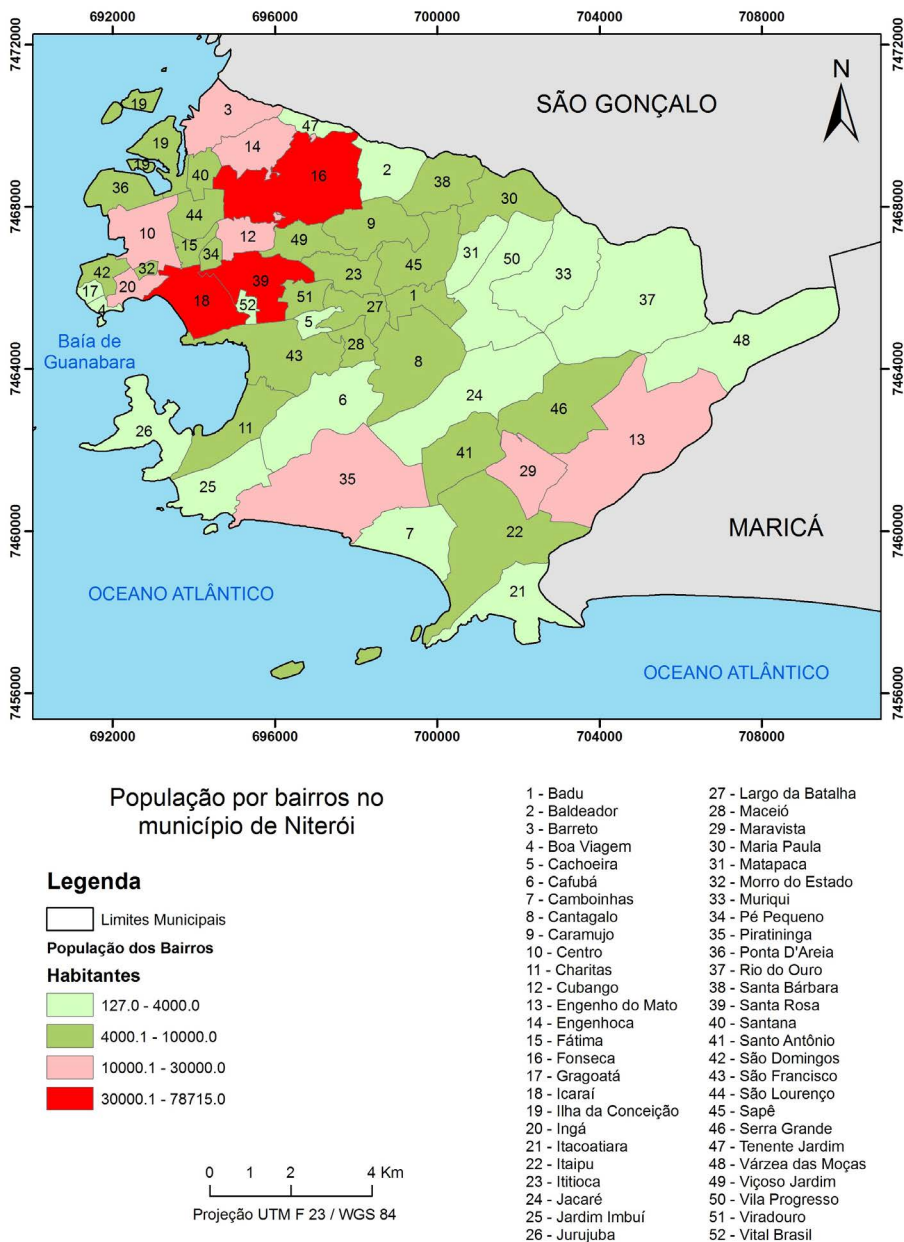 692000 696000 700000 704000 708000
7472000
7472000
SÃO GONÇALO
N
19
3
47
14
19
16
2
19
40
38
36
30
7468000
7468000
44
9
10
12
49
15
34
31
50
33
45
42
32
39
23
20
17
18
52
51
1
37
4
27
5
28
48
Baía de
Guanabara
43
8
7464000
7464000
6
24
46
26
11
13
41
29
35
25
7460000
7460000
7
22
MARICÁ
21
OCEANO ATLÂNTICO
OCEANO ATLÂNTICO
7456000
7456000
692000 696000 700000 704000 708000
População por bairros no
município de Niterói
Legenda
Limites Municipais
População dos Bairros
Habitantes
127.0 - 4000.0
4000.1 - 10000.0
10000.1 - 30000.0
30000.1 - 78715.0
0 1 2 4 Km
Projeção UTM F 23 / WGS 84
1 - Badu
2 - Baldeador
3 - Barreto
4 - Boa Viagem
5 - Cachoeira
6 - Cafubá
7 - Camboinhas
8 - Cantagalo
9 - Caramujo
10 - Centro
11 - Charitas
12 - Cubango
13 - Engenho do Mato
14 - Engenhoca
15 - Fátima
16 - Fonseca
17 - Gragoatá
18 - Icaraí
19 - Ilha da Conceição
20 - Ingá
21 - Itacoatiara
22 - Itaipu
23 - Ititioca
24 - Jacaré
25 - Jardim Imbuí
26 - Jurujuba
27 - Largo da Batalha
28 - Maceió
29 - Maravista
30 - Maria Paula
31 - Matapaca
32 - Morro do Estado
33 - Muriqui
34 - Pé Pequeno
35 - Piratininga
36 - Ponta D'Areia
37 - Rio do Ouro
38 - Santa Bárbara
39 - Santa Rosa
40 - Santana
41 - Santo Antônio
42 - São Domingos
43 - São Francisco
44 - São Lourenço
45 - Sapê
46 - Serra Grande
47 - Tenente Jardim
48 - Várzea das Moças
49 - Viçoso Jardim
50 - Vila Progresso
51 - Viradouro
52 - Vital Brasil